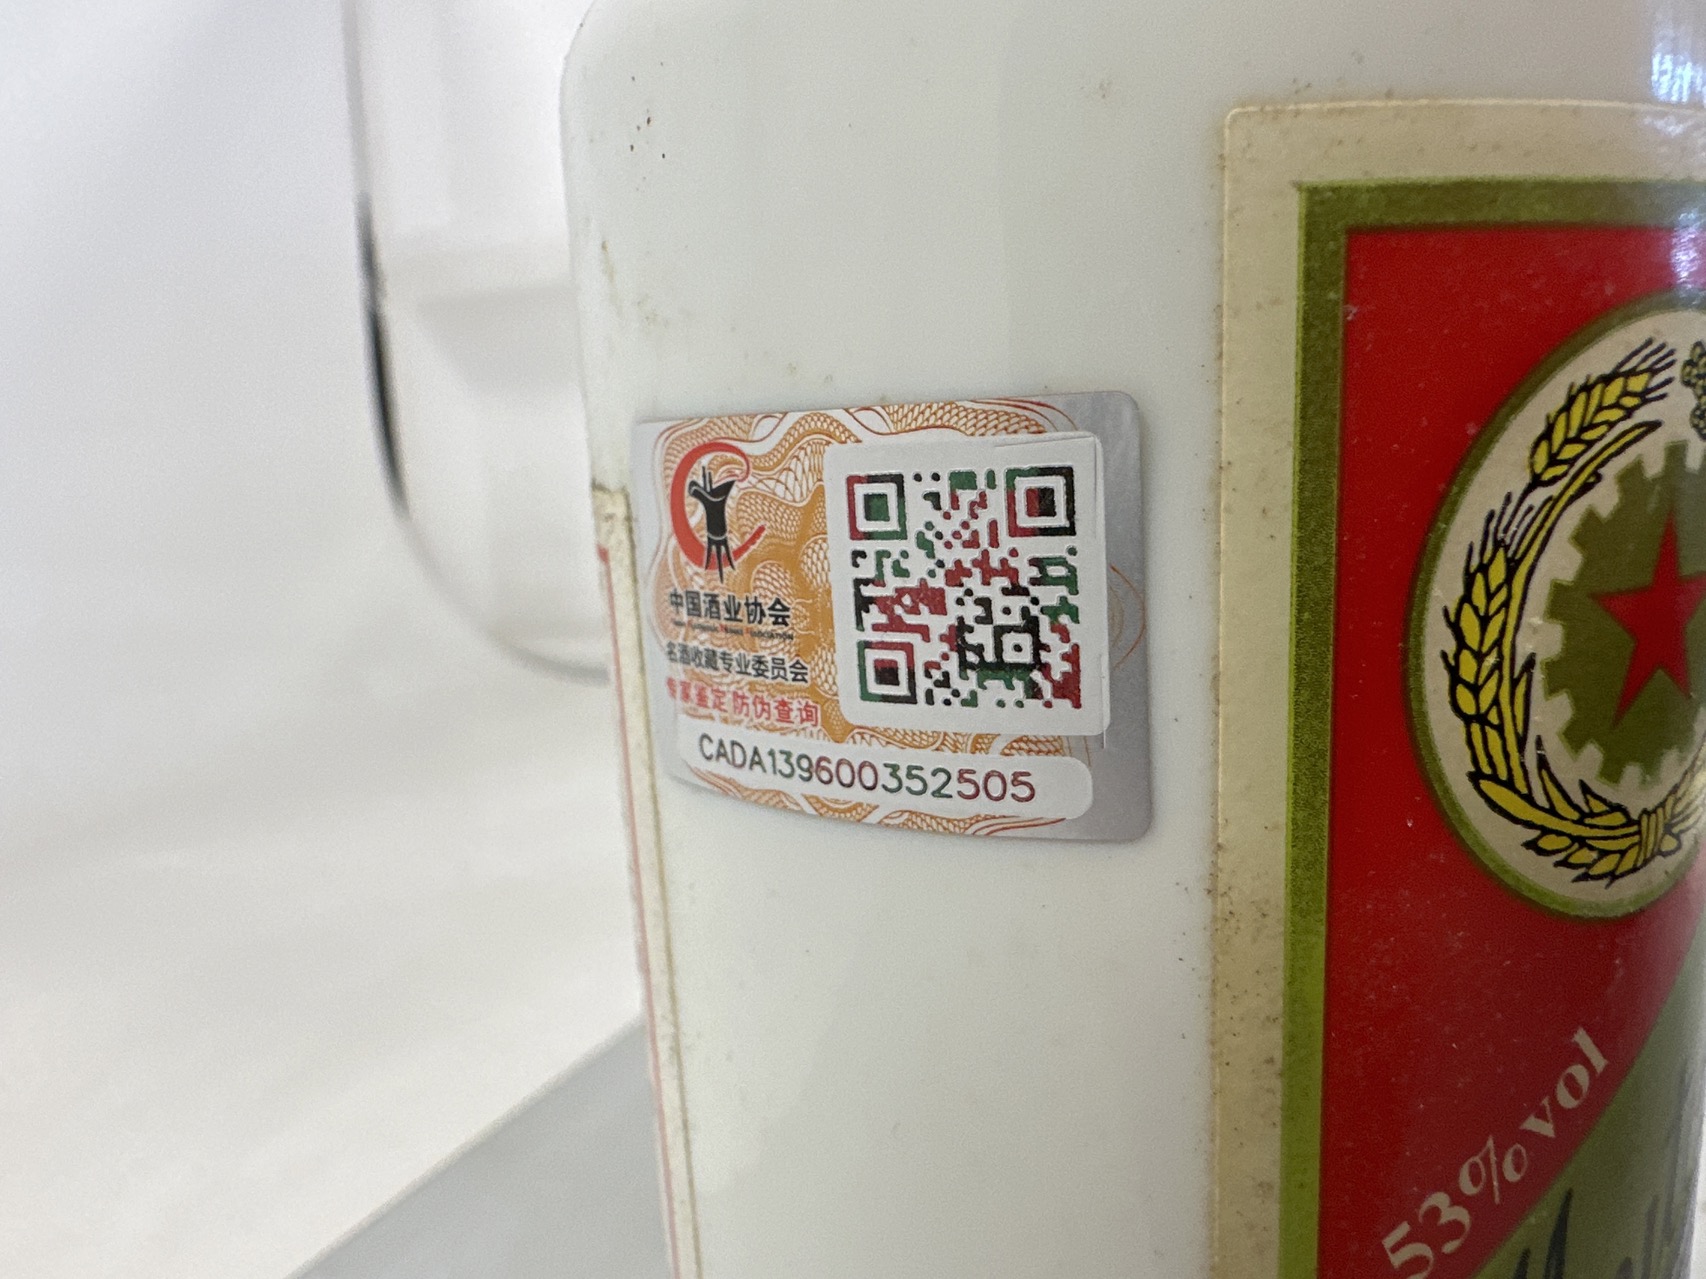 中国酒业协会
名酒收藏专业委员会
专家鉴定 防伪查询
CADA139600352505
53%vol